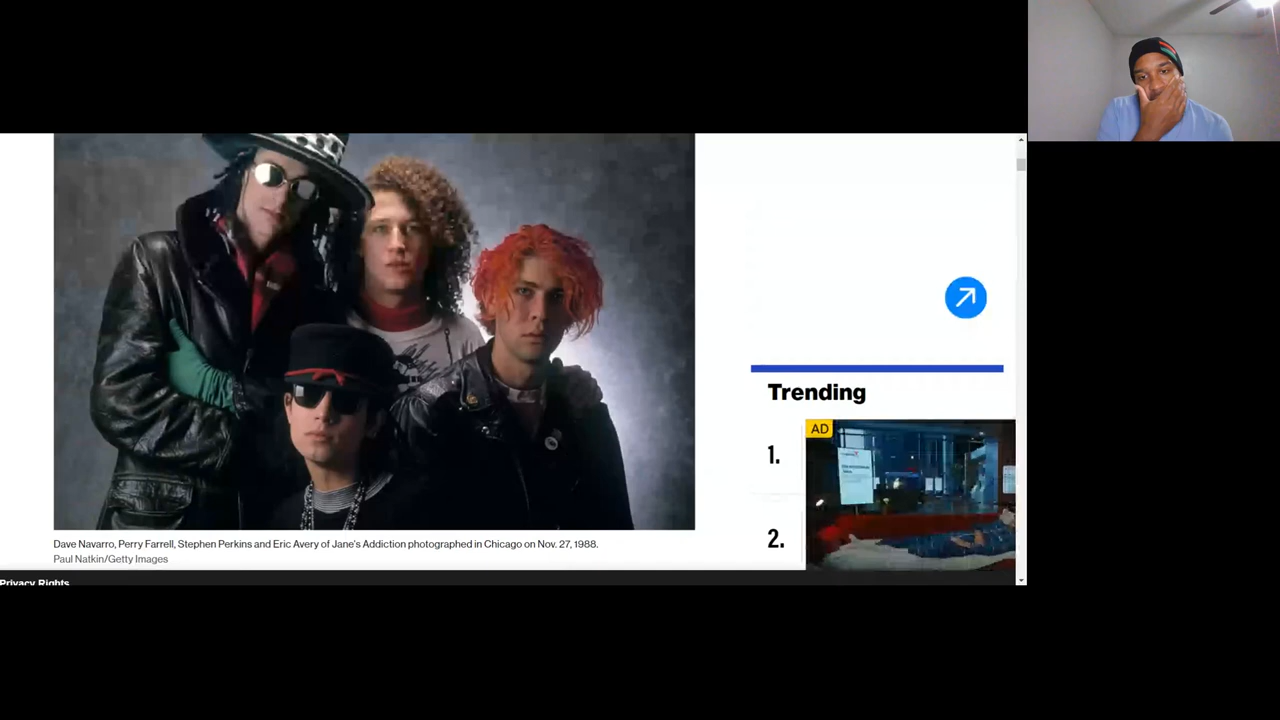 Trending
AD
1.
2.
Dave Navarro, Perry Farrell, Stephen Perkins and Eric Avery of Jane's Addiction photographed in Chicago on Nov. 27, 1988.
Paul Natkin/Getty Images
Privacy Rights